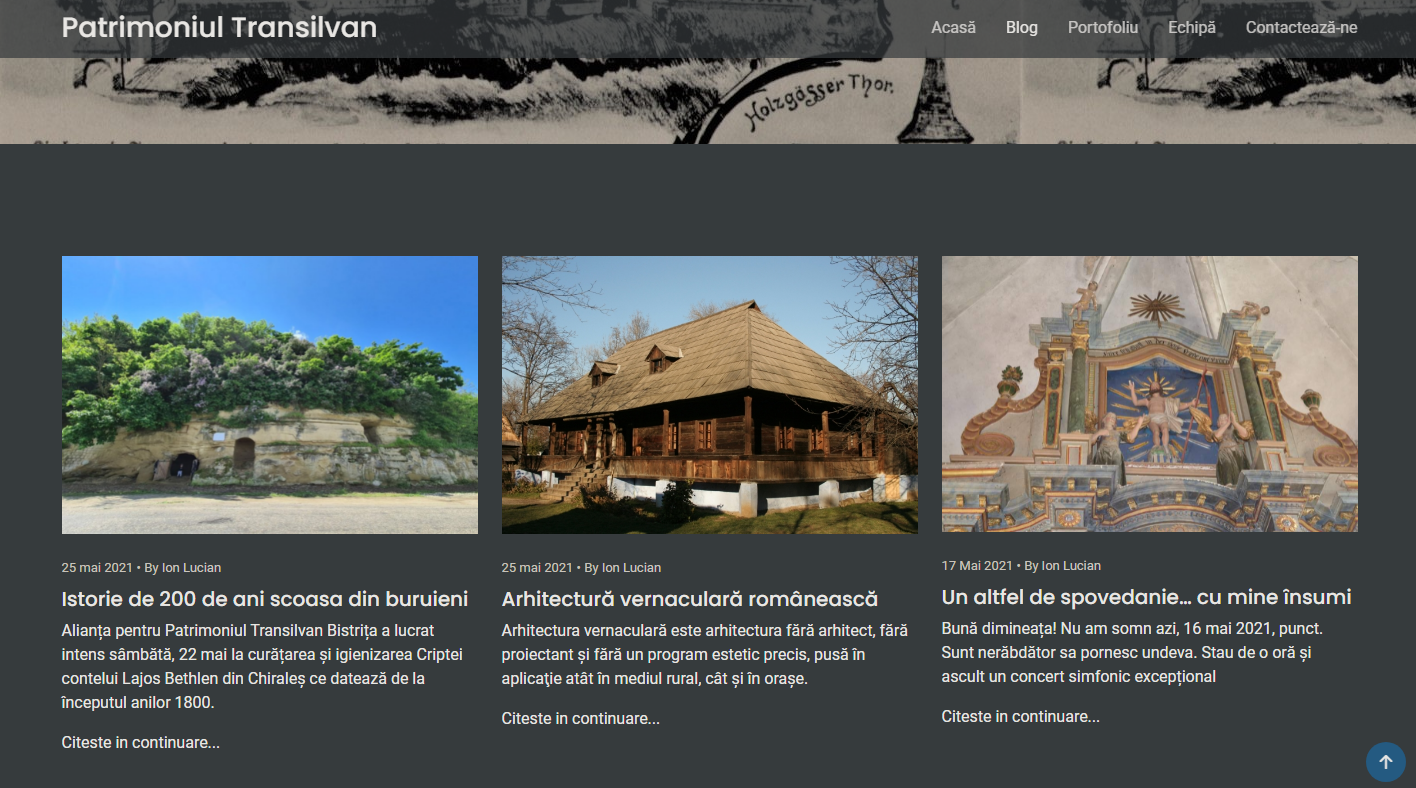 Patrimoniul Transilvan
Acasă Blog Portofoliu Echipă Contactează-ne
Holzgässer Thor.
25 mai 2021 • By Ion Lucian
Istorie de 200 de ani scoasa din buruieni
Alianța pentru Patrimoniul Transilvan Bistrița a lucrat
intens sâmbătă, 22 mai la curățarea și igienizarea Criptei
contelui Lajos Bethlen din Chiraleș ce datează de la
începutul anilor 1800.
Citeste in continuare...
25 mai 2021 • By Ion Lucian
Arhitectură vernaculară românească
Arhitectura vernaculară este arhitectura fără arhitect, fără
proiectant și fără un program estetic precis, pusă în
aplicaţie atât în mediul rural, cât și în orașe.
Citeste in continuare...
17 Mai 2021 • By Ion Lucian
Un altfel de spovedanie... cu mine însumi
Bună dimineața! Nu am somn azi, 16 mai 2021, punct.
Sunt nerăbdător sa pornesc undeva. Stau de o oră și
ascult un concert simfonic excepțional
Citeste in continuare...